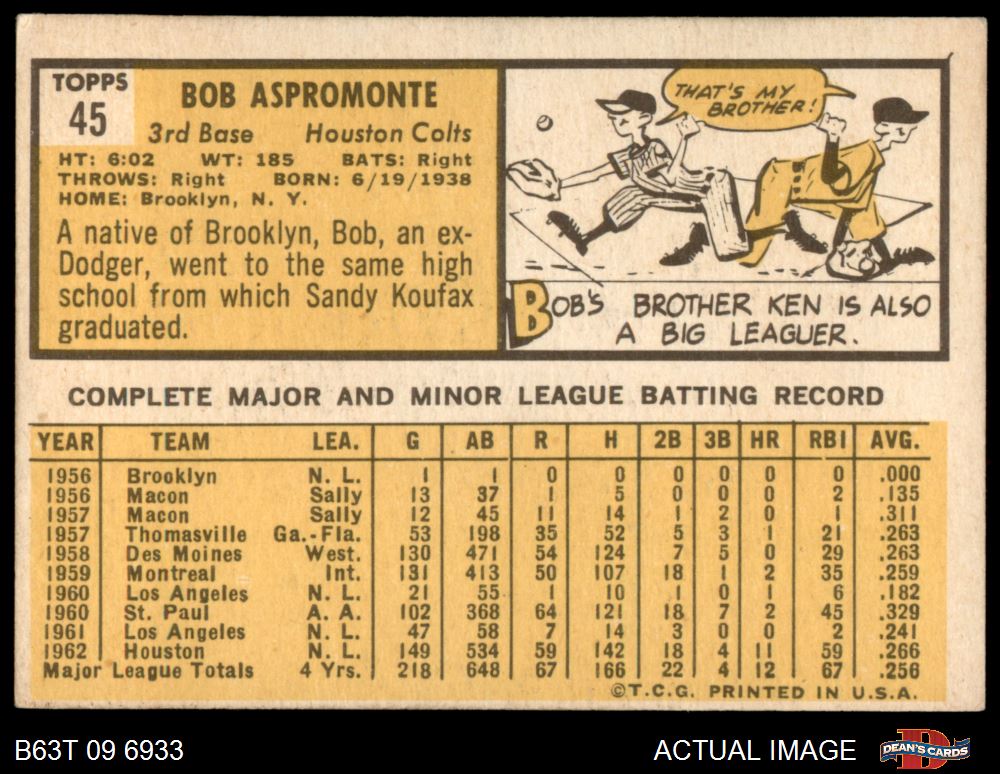 TOPPS
45
BOB ASPROMONTE
3rd Base Houston Colts
HT: 6:02 WT: 185 BATS: Right
THROWS: Right BORN: 6/19/1938
HOME: Brooklyn, N. Y.
A native of Brooklyn, Bob, an ex-
Dodger, went to the same high
school from which Sandy Koufax
graduated.
THAT'S MY
BROTHER!
BOB'S BROTHER KEN IS ALSO
A BIG LEAGUER.
COMPLETE MAJOR AND MINOR LEAGUE BATTING RECORD
YEAR TEAM LEA. G AB R H 2B 3B HR RBI AVG.
1956 Brooklyn N. L. 1 1 0 0 0 0 0 0 .000
1956 Macon Sally 13 37 1 5 0 0 0 2 .135
1957 Macon Sally 12 45 11 14 1 2 0 1 .311
1957 Thomasville Ga.-Fla. 53 198 35 52 5 3 1 21 .263
1958 Des Moines West. 130 471 54 124 7 5 0 29 .263
1959 Montreal Int. 131 413 50 107 18 1 2 35 .259
1960 Los Angeles N. L. 21 55 1 10 1 0 1 6 .182
1960 St. Paul A. A. 102 368 64 121 18 7 2 45 .329
1961 Los Angeles N. L. 47 58 7 14 3 0 0 2 .241
1962 Houston N. L. 149 534 59 142 18 4 11 59 .266
Major League Totals 4 Yrs. 218 648 67 166 22 4 12 67 .256
©T.C.G. PRINTED IN U.S.A.
B63T 09 6933 ACTUAL IMAGE DEAN'S CARDS